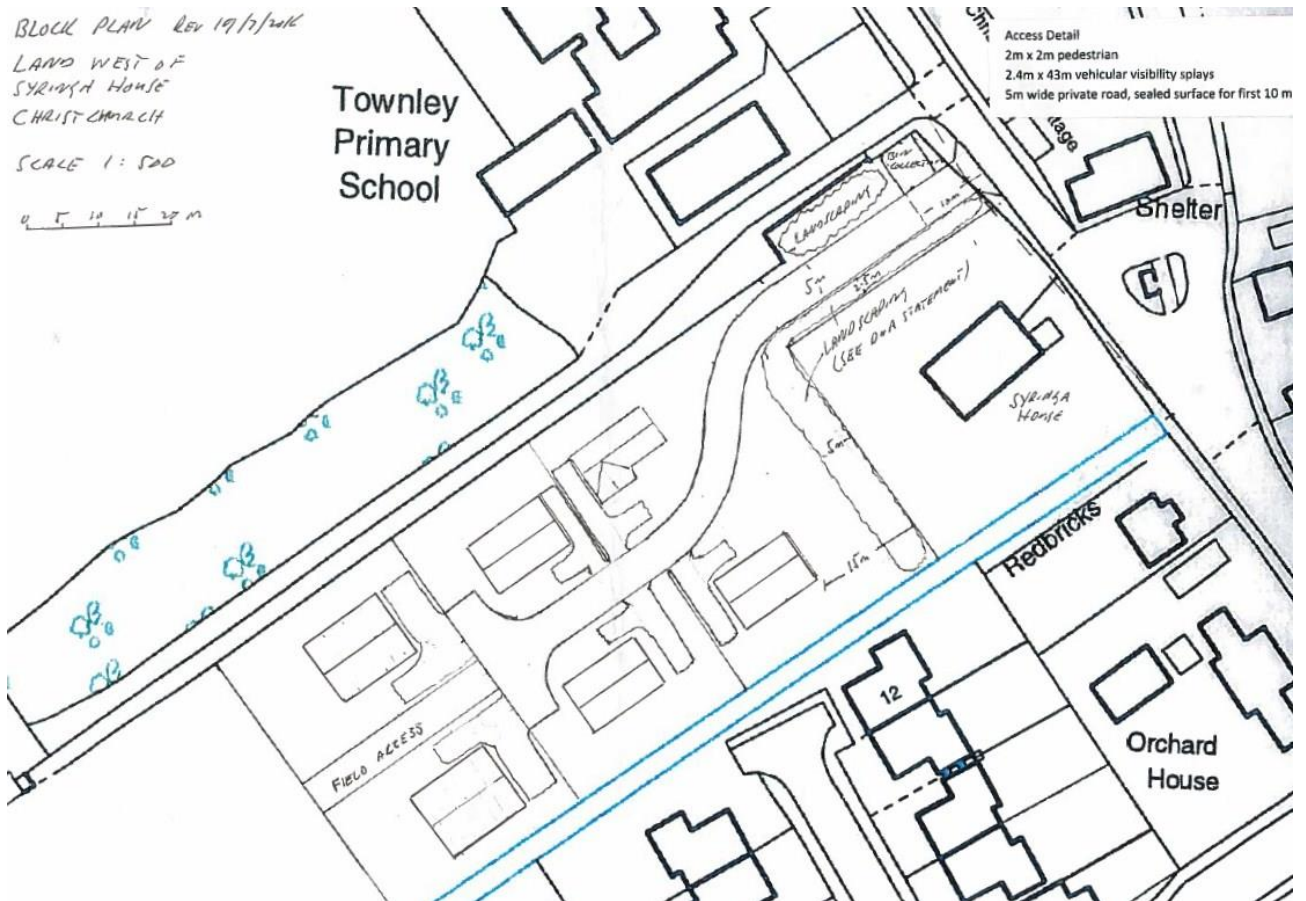 BLOCK PLAN REV 19/7/2016
LAND WEST OF
SYRINGA HOUSE
CHRISTCHURCH
SCALE 1:500
0 5 10 15 20 m
Access Detail
2m x 2m pedestrian
2.4m x 43m vehicular visibility splays
5m wide private road, sealed surface for first 10 m
Townley
Primary
School
BIN
COLLECTION
LANDSCAPING
10m
Shelter
5m
2.5m
LANDSCAPING
(SEE D+A STATEMENT)
SYRINGA
HOUSE
5m
15m
Redbricks
12
FIELD ACCESS
Orchard
House